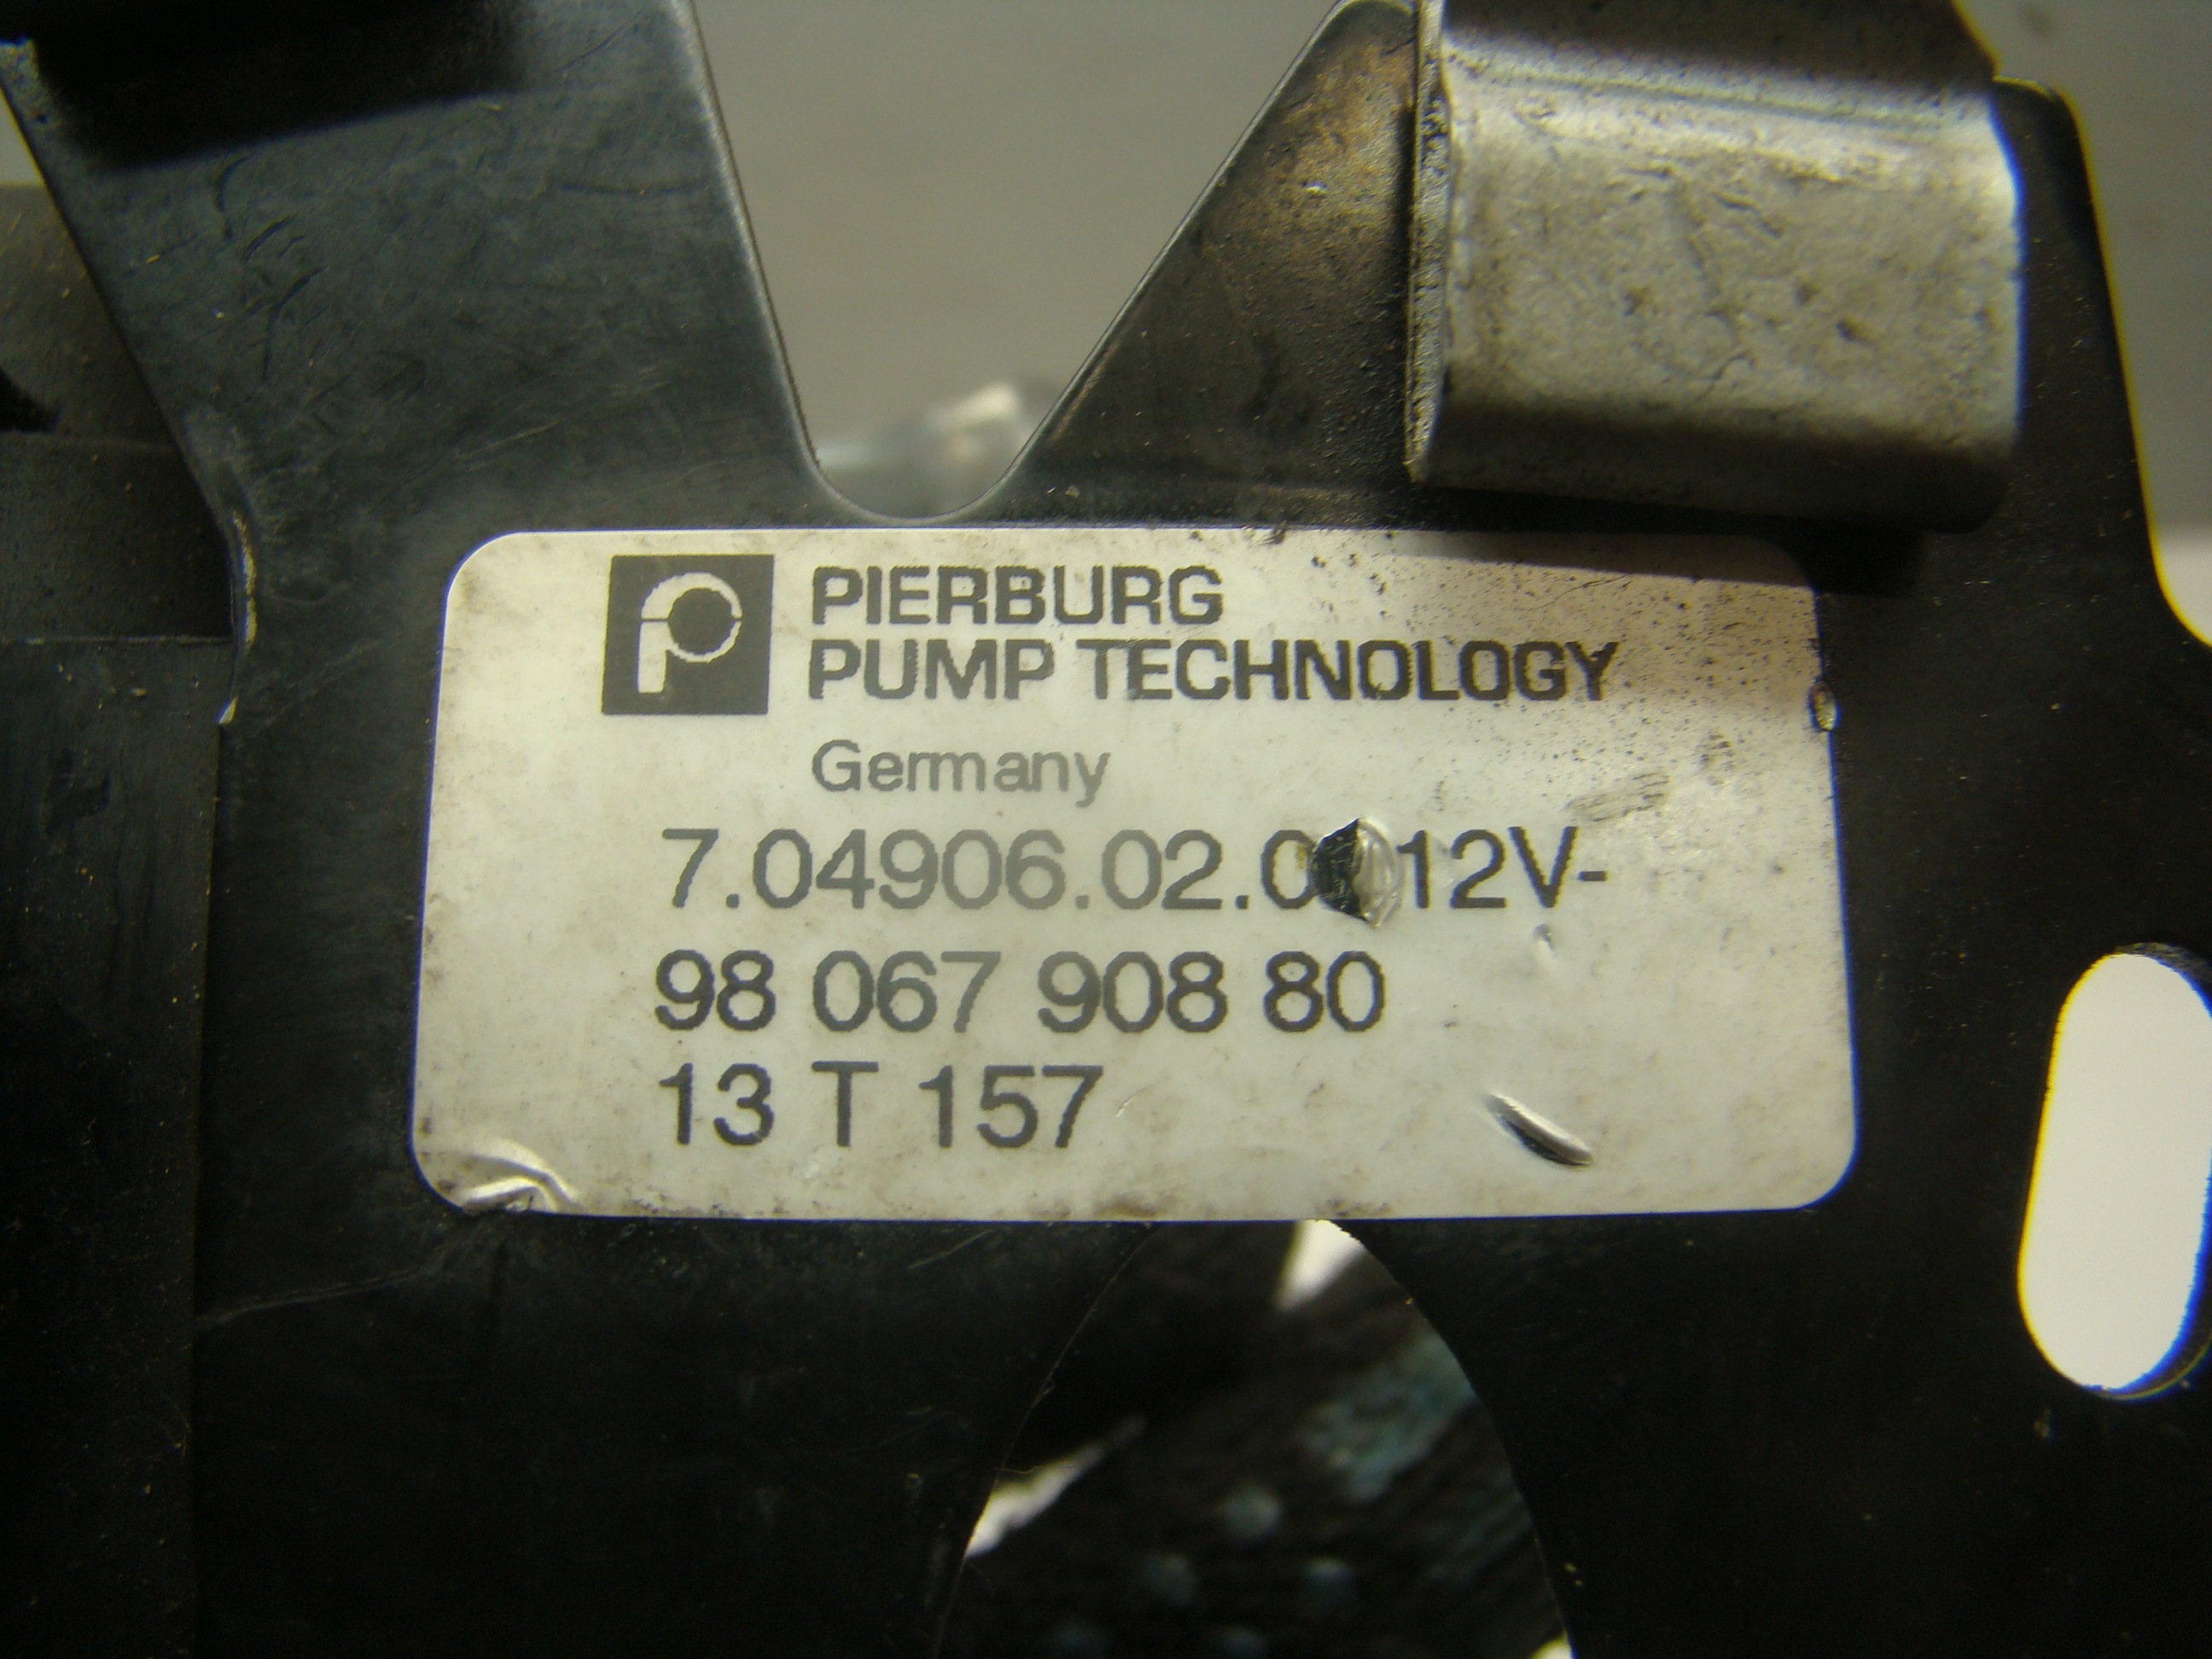 PIERBURG
PUMP TECHNOLOGY
Germany
12V-
98 067 908 80
13 T 157